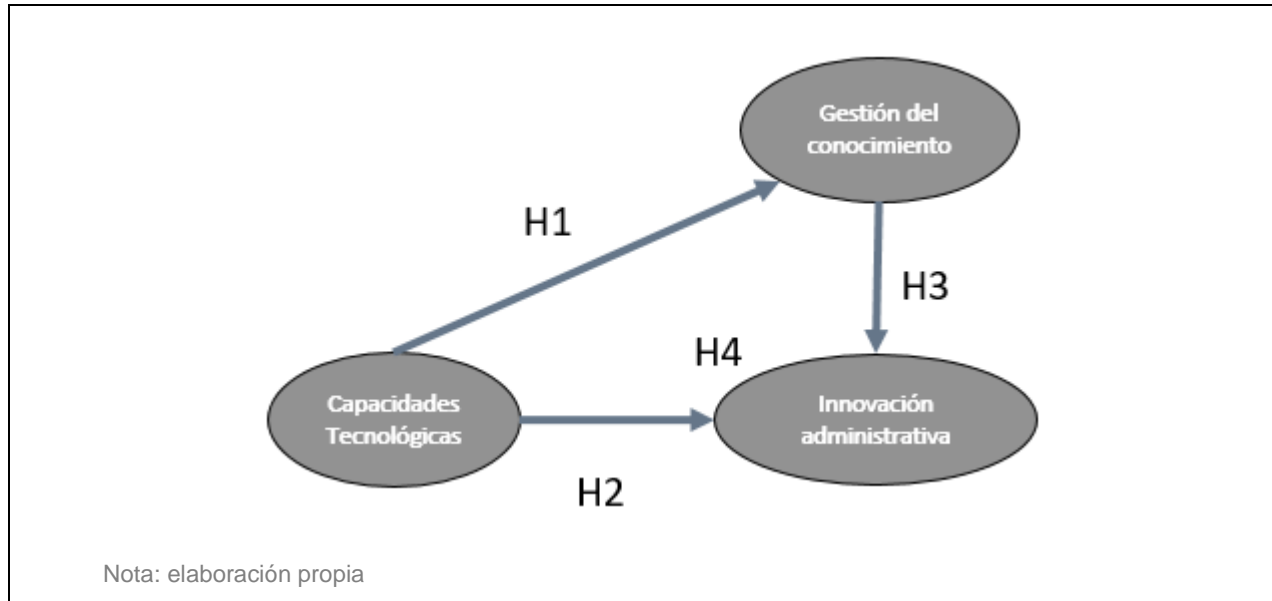 Gestión del
conocimiento
H1
H3
H4
Capacidades
Tecnológicas
Innovación
administrativa
H2
Nota: elaboración propia